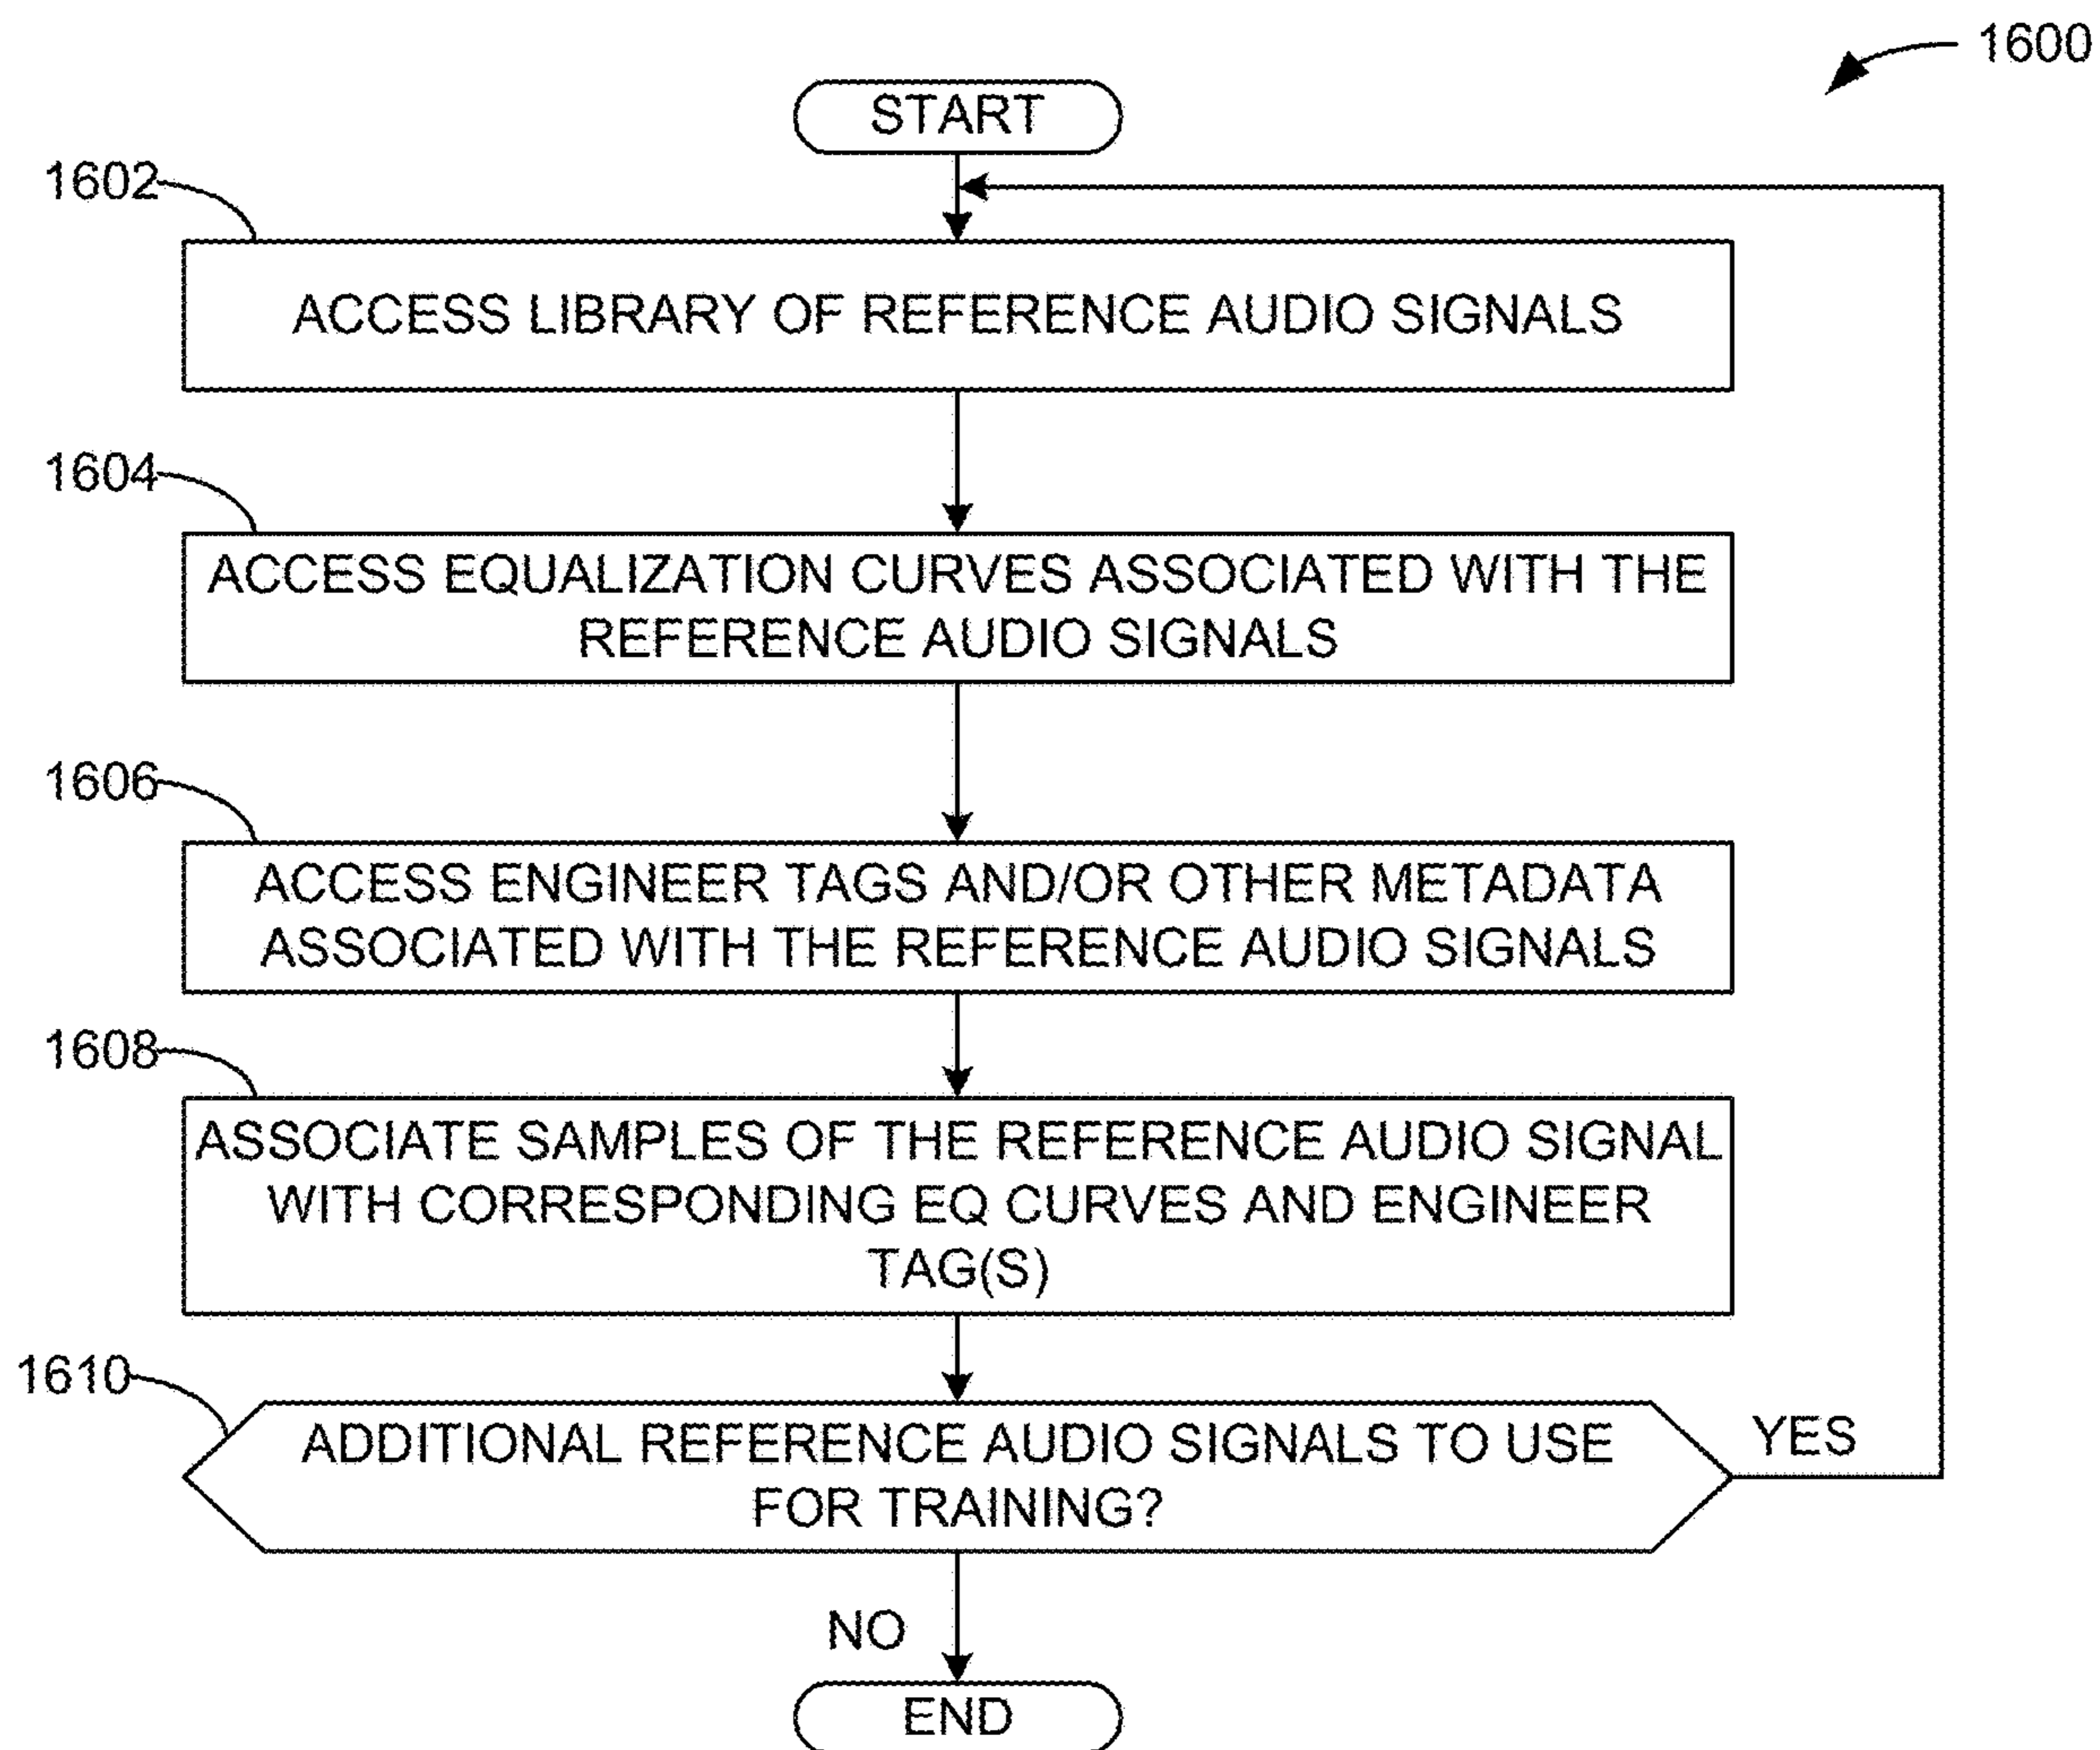 1600
START
1602
ACCESS LIBRARY OF REFERENCE AUDIO SIGNALS
1604
ACCESS EQUALIZATION CURVES ASSOCIATED WITH THE
REFERENCE AUDIO SIGNALS
1606
ACCESS ENGINEER TAGS AND/OR OTHER METADATA
ASSOCIATED WITH THE REFERENCE AUDIO SIGNALS
1608
ASSOCIATE SAMPLES OF THE REFERENCE AUDIO SIGNAL
WITH CORRESPONDING EQ CURVES AND ENGINEER
TAG(S)
1610
ADDITIONAL REFERENCE AUDIO SIGNALS TO USE
FOR TRAINING?
YES
NO
END